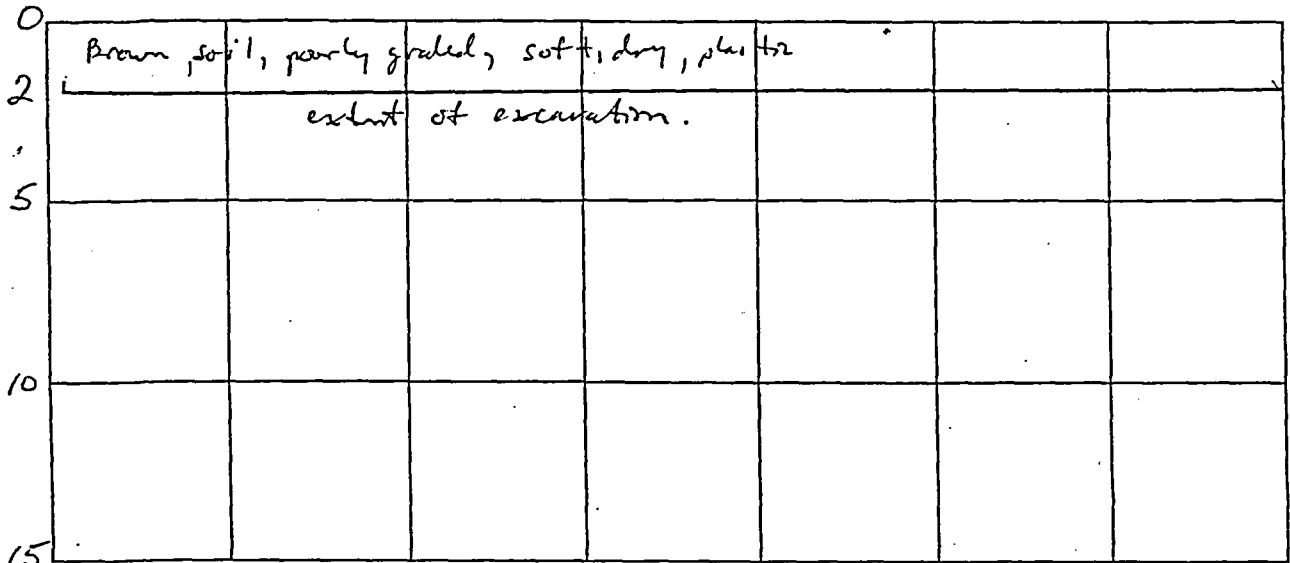 0
Brown, soil, poorly graded, soft, dry, plastic
2
extent of excavation.
5
10
15